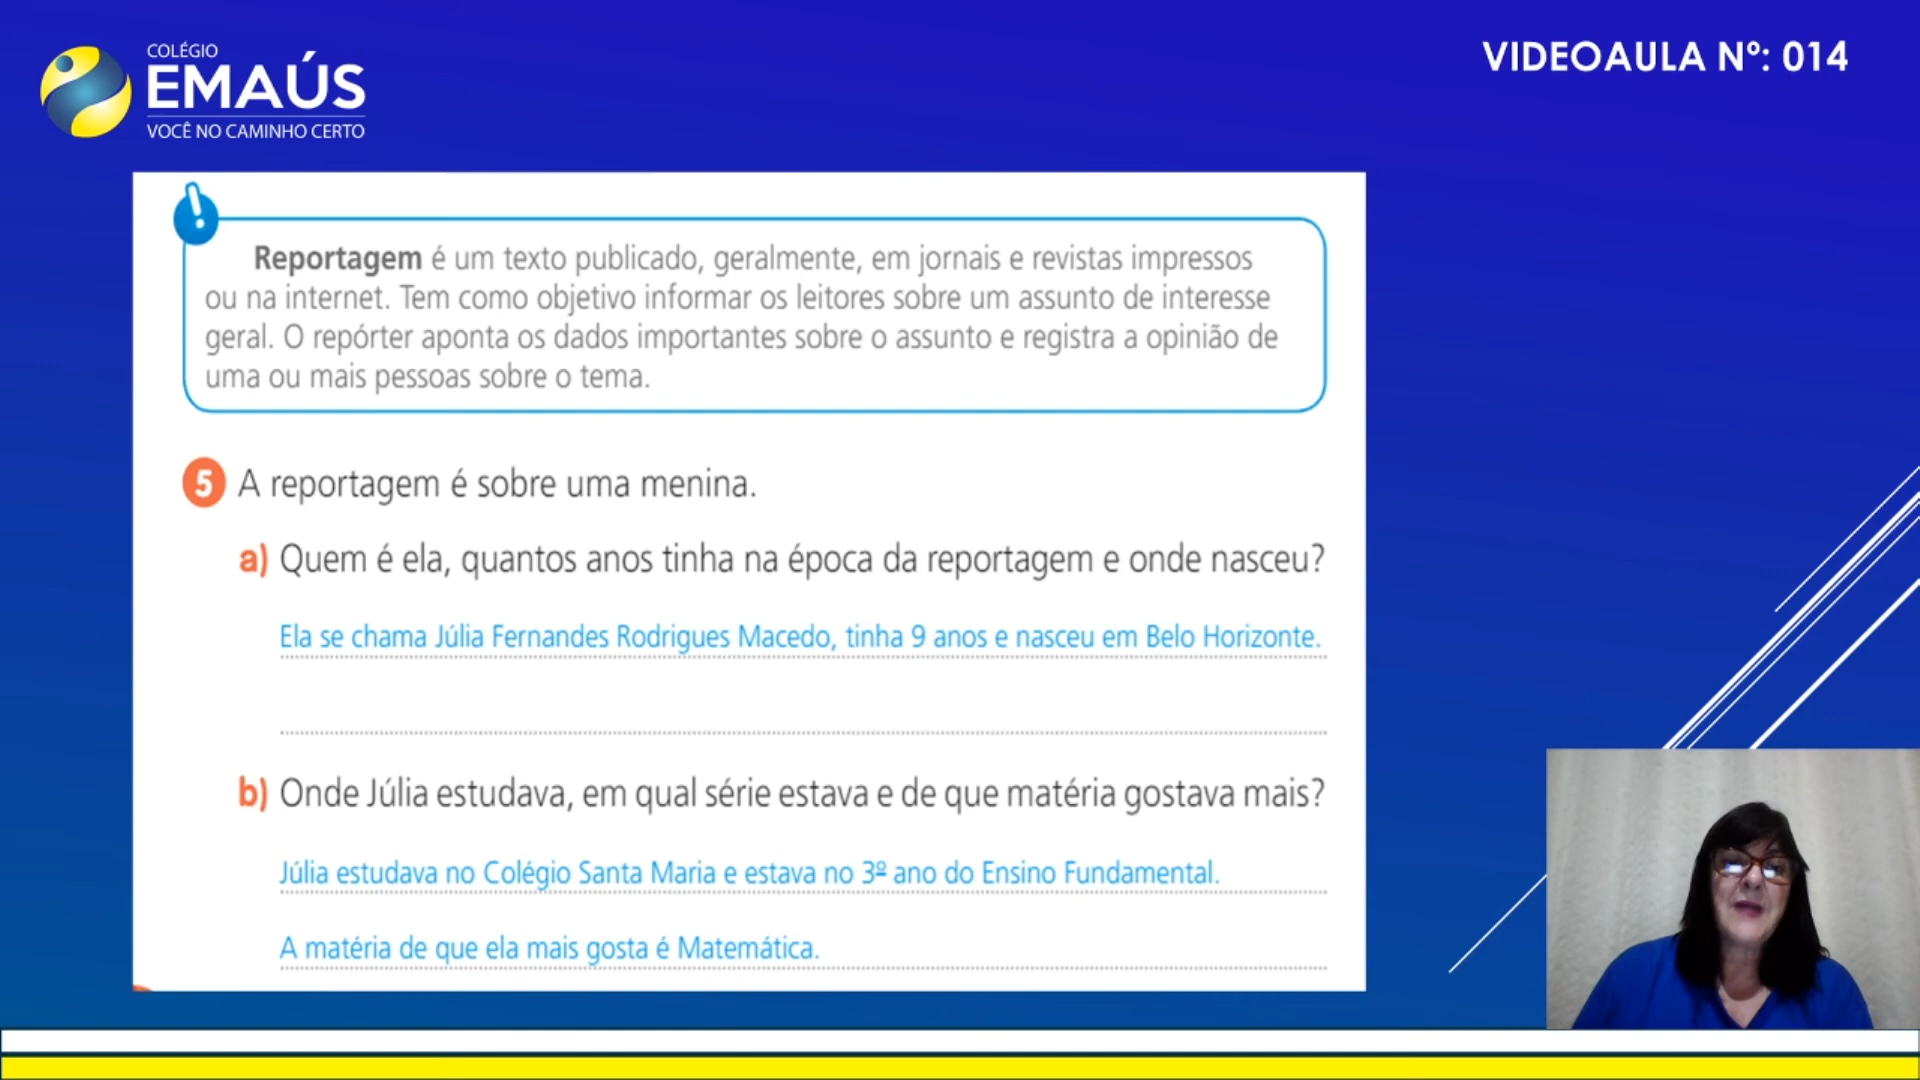 COLÉGIO
EMAÚS
VOCÊ NO CAMINHO CERTO
VIDEOAULA Nº: 014
Reportagem é um texto publicado, geralmente, em jornais e revistas impressos
ou na internet. Tem como objetivo informar os leitores sobre um assunto de interesse
geral. O repórter aponta os dados importantes sobre o assunto e registra a opinião de
uma ou mais pessoas sobre o tema.
5 A reportagem é sobre uma menina.
a) Quem é ela, quantos anos tinha na época da reportagem e onde nasceu?
Ela se chama Júlia Fernandes Rodrigues Macedo, tinha 9 anos e nasceu em Belo Horizonte.
b) Onde Júlia estudava, em qual série estava e de que matéria gostava mais?
Júlia estudava no Colégio Santa Maria e estava no 3º ano do Ensino Fundamental.
A matéria de que ela mais gosta é Matemática.